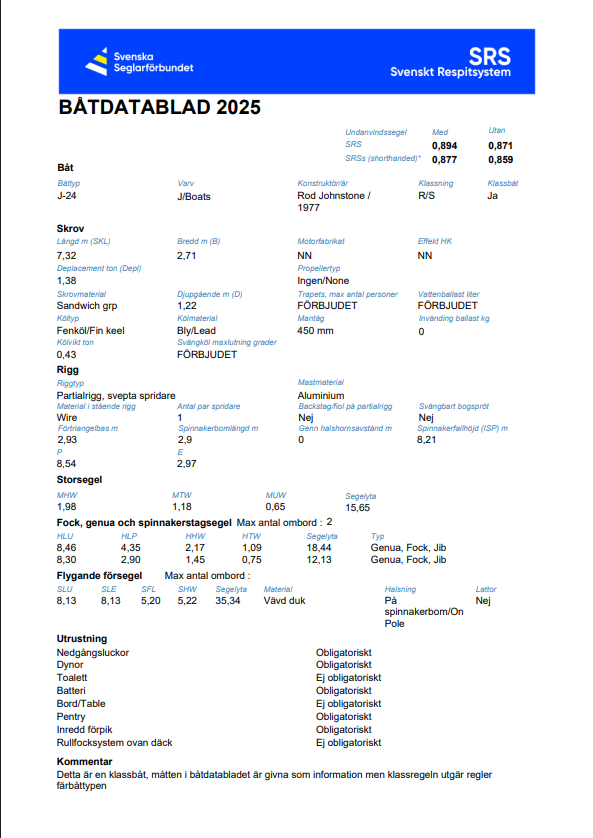 Svenska
Seglarförbundet
SRS
Svenskt Respitsystem
BÅTDATABLAD 2025
Undanvindssegel Med Utan
SRS 0,894 0,871
SRSs (shorthanded)* 0,877 0,859
Båt
Båttyp Varv Konstruktör/år Klassning Klassbåt
J-24 J/Boats Rod Johnstone / R/S Ja
1977
Skrov
Längd m (SKL) Bredd m (B) Motorfabrikat Effekt HK
7,32 2,71 NN NN
Deplacement ton (Depl) Propellertyp
1,38 Ingen/None
Skrovmaterial Djupgående m (D) Trapets, max antal personer Vattenballast liter
Sandwich grp 1,22 FÖRBJUDET FÖRBJUDET
Költyp Kölmaterial Mantåg Invänding ballast kg
Fenköl/Fin keel Bly/Lead 450 mm 0
Kölvikt ton Svängköl maxlutning grader
0,43 FÖRBJUDET
Rigg
Riggtyp Mastmaterial
Partialrigg, svepta spridare Aluminium
Material i stående rigg Antal par spridare Backstag/fiol på partialrigg Svängbart bogspröt
Wire 1 Nej Nej
Förtriangelbas m Spinnakerbomlängd m Genn halshornsavständ m Spinnakerfallhöjd (ISP) m
2,93 2,9 0 8,21
P E
8,54 2,97
Storsegel
MHW MTW MUW Segelyta
1,98 1,18 0,65 15,65
Fock, genua och spinnakerstagsegel Max antal ombord : 2
HLU HLP HHW HTW Segelyta Typ
8,46 4,35 2,17 1,09 18,44 Genua, Fock, Jib
8,30 2,90 1,45 0,75 12,13 Genua, Fock, Jib
Flygande försegel Max antal ombord :
SLU SLE SFL SHW Segelyta Material Halsning Lattor
8,13 8,13 5,20 5,22 35,34 Vävd duk På Nej
spinnakerbom/On
Pole
Utrustning
Nedgångsluckor Obligatoriskt
Dynor Obligatoriskt
Toalett Ej obligatoriskt
Batteri Obligatoriskt
Bord/Table Ej obligatoriskt
Pentry Obligatoriskt
Inredd förpik Obligatoriskt
Rullfocksystem ovan däck Ej obligatoriskt
Kommentar
Detta är en klassbåt, måtten i båtdatabladet är givna som information men klassregeln utgär regler
färbåttypen